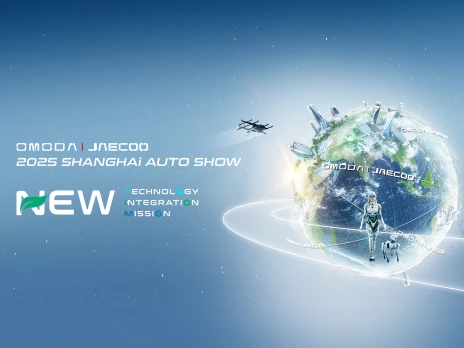 OMODA | JAECOO
2025 SHANGHAI AUTO SHOW
NEW
TECHNOLOGY
INTEGRATION
MISSION
OMODA | JAECOO